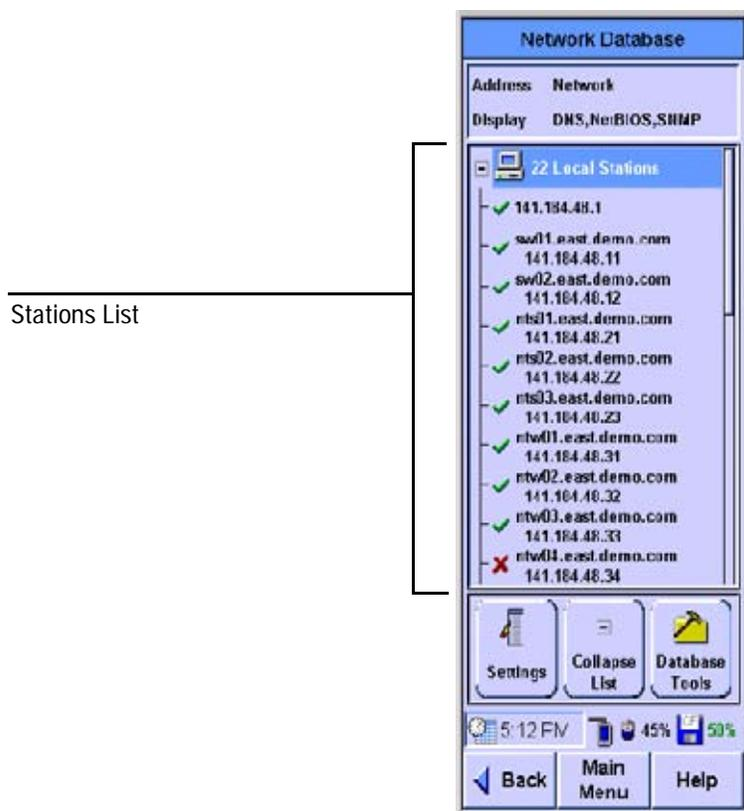 Network Database
Address Network
Display DNS,NetBIOS,SNMP
22 Local Stations
141.184.48.1
sw01.east.demo.com
141.184.48.11
sw02.east.demo.com
141.184.48.12
nts01.east.demo.com
141.184.48.21
nts02.east.demo.com
141.184.48.22
nts03.east.demo.com
141.184.48.23
ntw01.east.demo.com
141.184.48.31
ntw02.east.demo.com
141.184.48.32
ntw03.east.demo.com
141.184.48.33
ntw04.east.demo.com
141.184.48.34
Stations List
Settings
Collapse List
Database Tools
5:12 PM 45% CF 50%
Back
Main Menu
Help